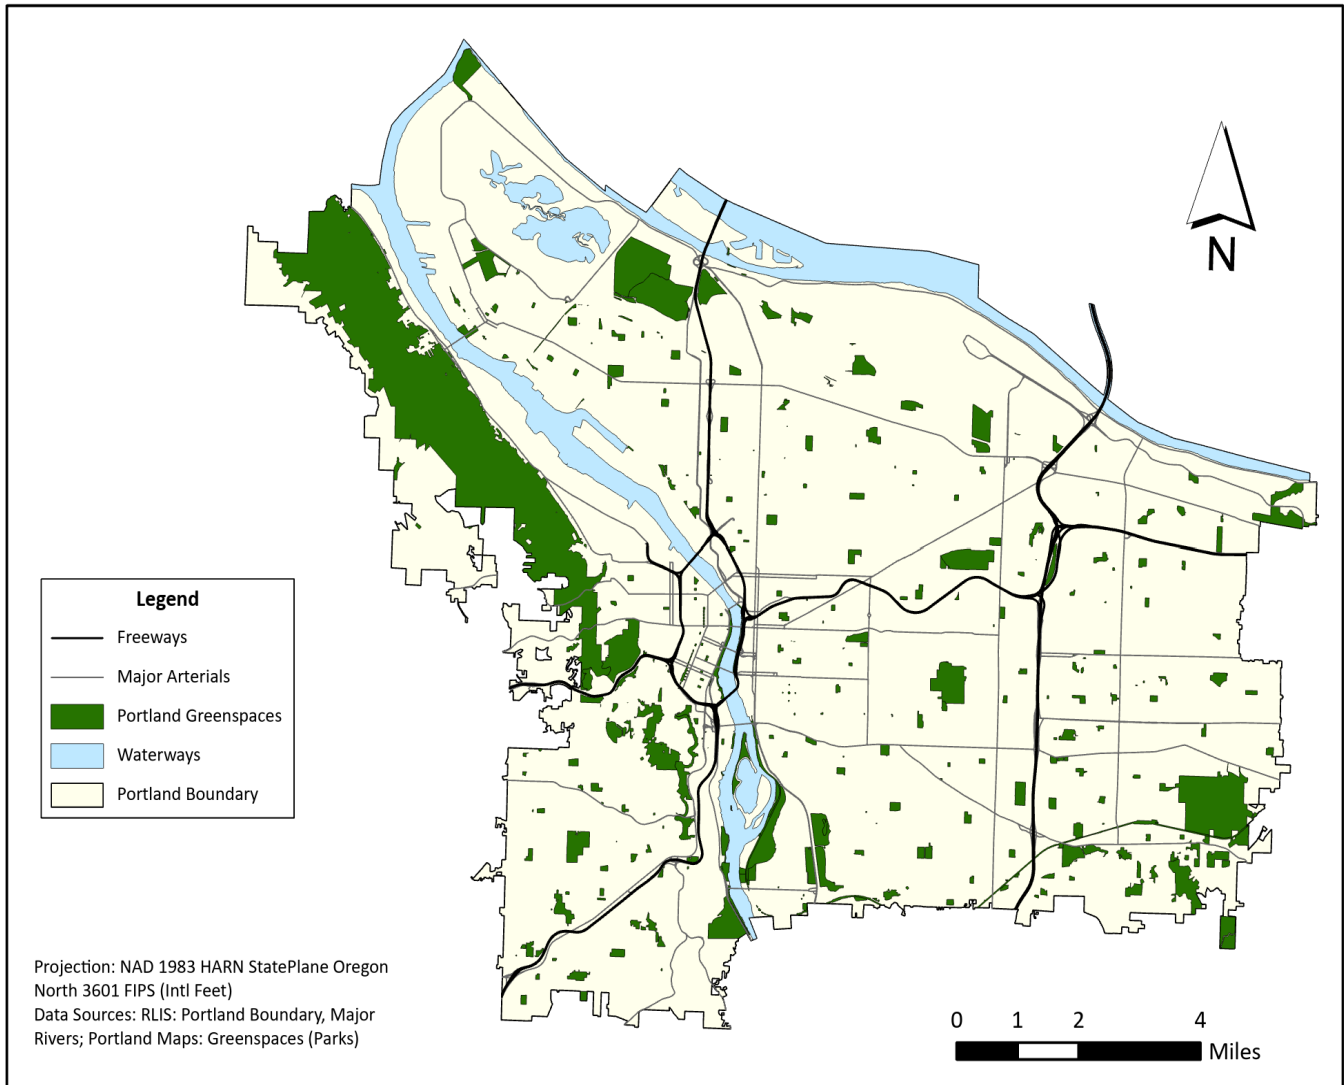 N
Legend
Freeways
Major Arterials
Portland Greenspaces
Waterways
Portland Boundary
Projection: NAD 1983 HARN StatePlane Oregon
North 3601 FIPS (Intl Feet)
Data Sources: RLIS: Portland Boundary, Major
Rivers; Portland Maps: Greenspaces (Parks)
0 1 2 4
Miles